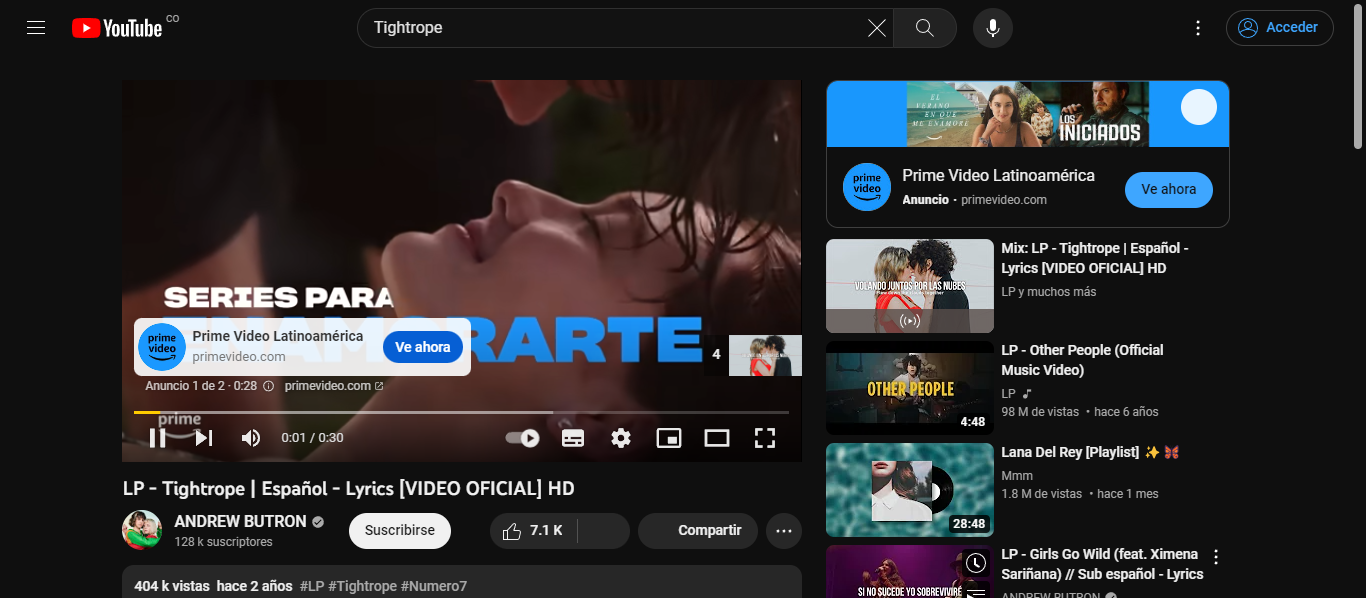 YouTube CO
Tightrope
Acceder
SERIES PARA
ENAMORARTE
prime video
Prime Video Latinoamérica
primevideo.com
Ve ahora
4
Anuncio 1 de 2 · 0:28
primevideo.com
prime
0:01 / 0:30
LP - Tightrope | Español - Lyrics [VIDEO OFICIAL] HD
ANDREW BUTRON
128 k suscriptores
Suscribirse
7.1 K
Compartir
404 k vistas hace 2 años #LP #Tightrope #Numero7
EL
VERANO
EN QUE
ME ENAMORÉ
LOS
INICIADOS
prime video
Prime Video Latinoamérica
Anuncio · primevideo.com
Ve ahora
VOLANDO JUNTOS POR LAS NUBES
Mix: LP - Tightrope | Español -
Lyrics [VIDEO OFICIAL] HD
LP y muchos más
OTHER PEOPLE
4:48
LP - Other People (Official
Music Video)
LP
98 M de vistas · hace 6 años
28:48
Lana Del Rey [Playlist] ✨ 🦋
Mmm
1.8 M de vistas · hace 1 mes
SI NO SUCEDE YO SOBREVIVIRÉ
LP - Girls Go Wild (feat. Ximena
Sariñana) // Sub español - Lyrics
ANDREW BUTRON